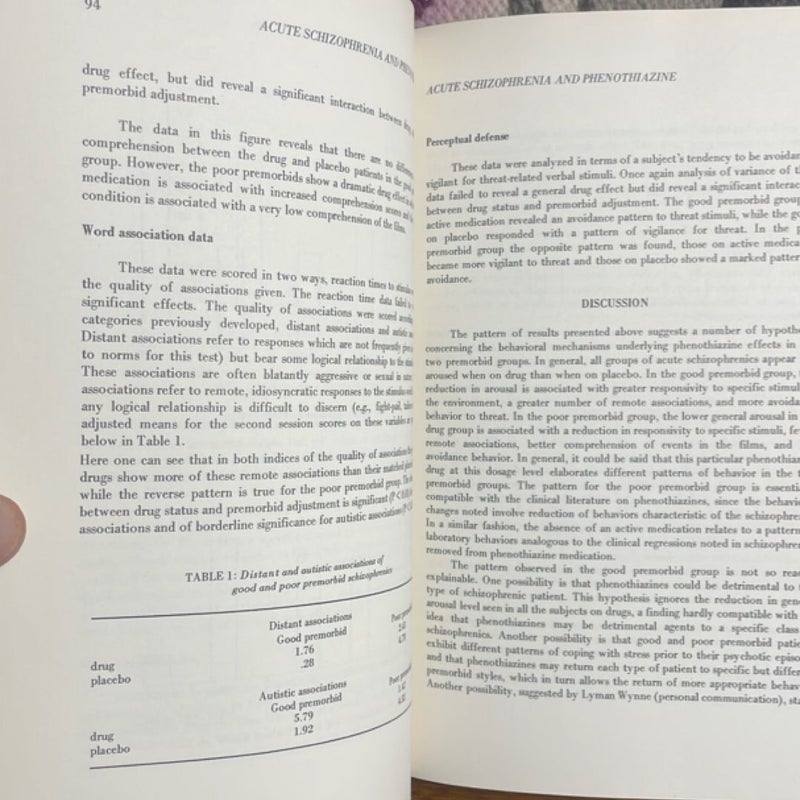 94
ACUTE SCHIZOPHRENIA AND
drug effect, but did reveal a significant interaction between
premorbid adjustment.
The data in this figure reveals that there are no
comprehension between the drug and placebo patients in the
group. However, the poor premorbids show a dramatic drug effect
medication is associated with increased comprehension scores and
condition is associated with a very low comprehension of the films.
Word association data
These data were scored in two ways, reaction times to
the quality of associations given. The reaction time data failed to
significant effects. The quality of associations were scored
categories previously developed, distant associations and autistic
Distant associations refer to responses which are not frequently
to norms for this test) but bear some logical relationship to the
These associations are often blatantly aggressive or sexual in
associations refer to remote, idiosyncratic responses to the stimulus
any logical relationship is difficult to discern (e.g.,
adjusted means for the second session scores on these variables
below in Table 1.
Here one can see that in both indices of the quality of associations
drugs show more of these remote associations than their matched
while the reverse pattern is true for the poor premorbid group. The
between drug status and premorbid adjustment is significant
associations and of borderline significance for autistic associations
TABLE 1: Distant and autistic associations of
good and poor premorbid schizophrenics
Distant associations
Good premorbid Poor
drug 1.76
placebo .28
Autistic associations
Good premorbid Poor
drug 5.79
placebo 1.92
ACUTE SCHIZOPHRENIA AND PHENOTHIAZINE
Perceptual defense
These data were analyzed in terms of a subject's tendency to be
vigilant for threat-related verbal stimuli. Once again analysis of variance of
data failed to reveal a general drug effect but did reveal a significant
between drug status and premorbid adjustment. The good premorbid
active medication revealed an avoidance pattern to threat stimuli, while the
on placebo responded with a pattern of vigilance for threat. In the
premorbid group the opposite pattern was found, those on active
became more vigilant to threat and those on placebo showed a marked
avoidance.
DISCUSSION
The pattern of results presented above suggests a number of
concerning the behavioral mechanisms underlying phenothiazine effects in
two premorbid groups. In general, all groups of acute schizophrenics appear
aroused when on drug than when on placebo. In the good premorbid group,
reduction in arousal is associated with greater responsivity to specific
the environment, a greater number of remote associations, and more
behavior to threat. In the poor premorbid group, the lower general arousal in
drug group is associated with a reduction in responsivity to specific stimuli,
remote associations, better comprehension of events in the films, and
avoidance behavior. In general, it could be said that this particular
drug at this dosage level elaborates different patterns of behavior in the
premorbid groups. The pattern for the poor premorbid group is
compatible with the clinical literature on phenothiazines, since the
changes noted involve reduction of behaviors characteristic of the
In a similar fashion, the absence of an active medication relates to a pattern
laboratory behaviors analogous to the clinical regressions noted in
removed from phenothiazine medication.
The pattern observed in the good premorbid group is not so
explainable. One possibility is that phenothiazines could be detrimental to
type of schizophrenic patient. This hypothesis ignores the reduction in
arousal level seen in all the subjects on drugs, a finding hardly compatible with
idea that phenothiazines may be detrimental agents to a specific class
schizophrenics. Another possibility is that good and poor premorbid
exhibit different patterns of coping with stress prior to their psychotic
and that phenothiazines may return each type of patient to specific but
premorbid styles, which in turn allows the return of more appropriate
Another possibility, suggested by Lyman Wynne (personal communication),